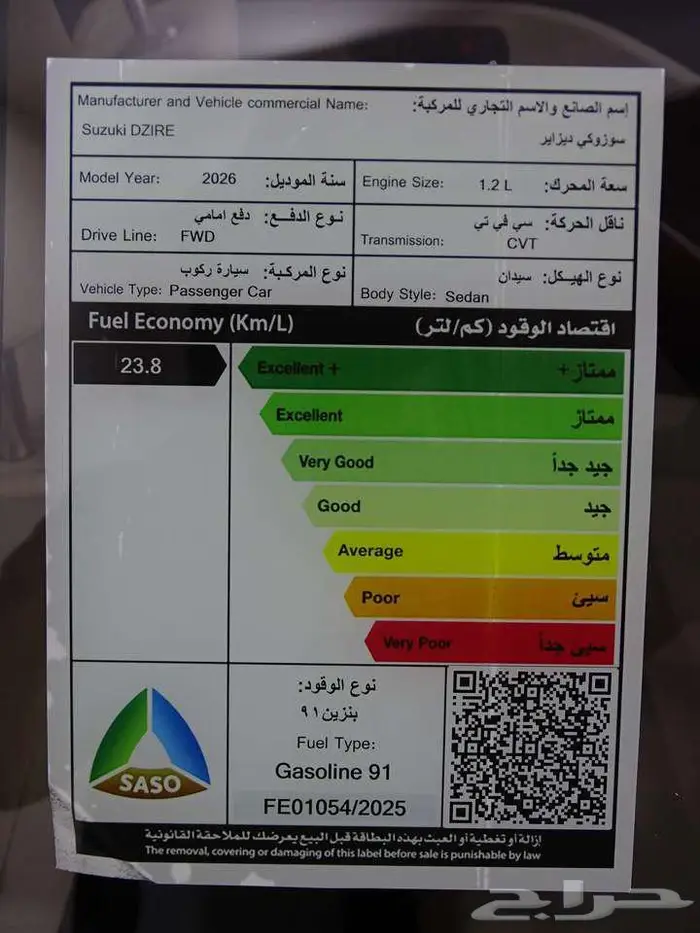 Manufacturer and Vehicle commercial Name: إسم الصانع والاسم التجاري للمركبة:
Suzuki DZIRE سوزوكي ديزاير
Model Year: 2026 سنة الموديل:
Engine Size: 1.2 L سعة المحرك:
نوع الدفع: دفع امامي
Drive Line: FWD
ناقل الحركة: سي في تي
Transmission: CVT
نوع المركبة: سيارة ركوب
Vehicle Type: Passenger Car
نوع الهيكل: سيدان
Body Style: Sedan
Fuel Economy (Km/L) اقتصاد الوقود (كم/لتر)
23.8
Excellent + ممتاز +
Excellent ممتاز
Very Good جيد جداً
Good جيد
Average متوسط
Poor سيئ
Very Poor سيئ جداً
SASO
نوع الوقود:
بنزين ٩١
Fuel Type:
Gasoline 91
FE01054/2025
إزالة أو تغطية أو العبث بهذه البطاقة قبل البيع يعرضك للملاحقة القانونية
The removal, covering or damaging of this label before sale is punishable by law
حراج